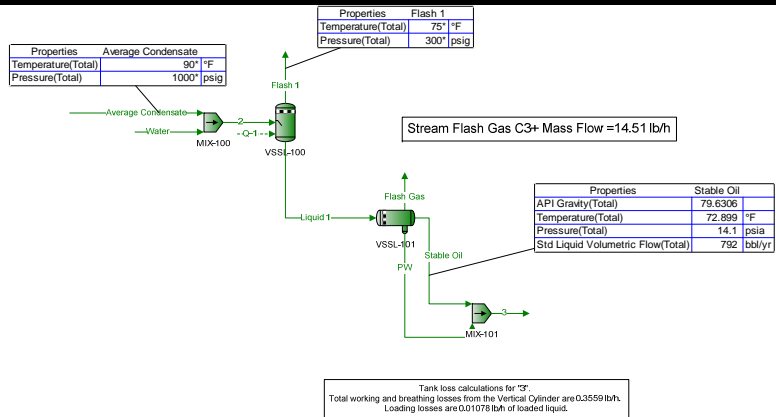 Properties Flash 1
Temperature(Total) 75* °F
Pressure(Total) 300* psig
Properties Average Condensate
Temperature(Total) 90* °F
Pressure(Total) 1000* psig
Flash 1
Average Condensate
2
Water
Q-1
MIX-100
VSSL-100
Stream Flash Gas C3+ Mass Flow =14.51 lb/h
Flash Gas
Liquid 1
VSSL-101
Stable Oil
PW
Properties Stable Oil
API Gravity(Total) 79.6306
Temperature(Total) 72.899 °F
Pressure(Total) 14.1 psia
Std Liquid Volumetric Flow(Total) 792 bbl/yr
3
MIX-101
Tank loss calculations for "3".
Total working and breathing losses from the Vertical Cylinder are 0.3559 lb/h.
Loading losses are 0.01078 lb/h of loaded liquid.